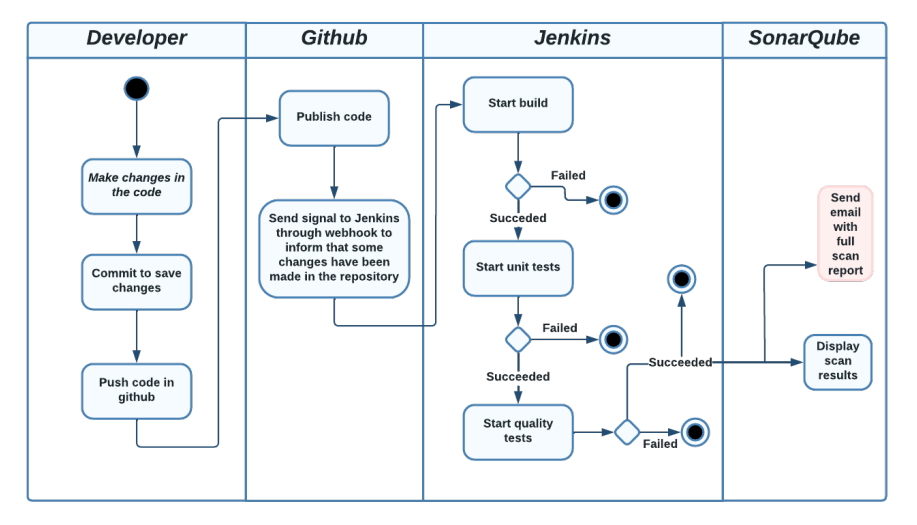 Developer
Github
Jenkins
SonarQube
Make changes in
the code
Commit to save
changes
Push code in
github
Publish code
Send signal to Jenkins
through webhook to
inform that some
changes have been
made in the repository
Start build
Failed
Succeded
Start unit tests
Failed
Succeeded
Start quality
tests
Failed
Succeeded
Send
email
with
full
scan
report
Display
scan
results